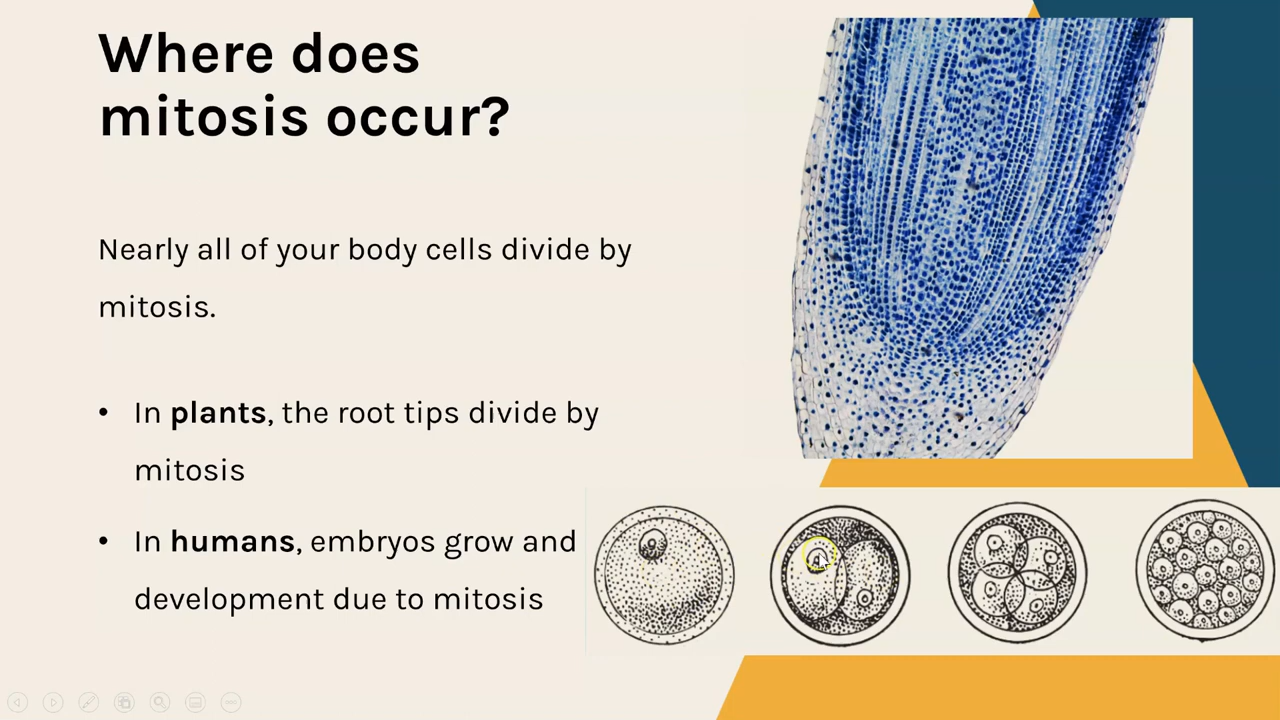 Where does
mitosis occur?
Nearly all of your body cells divide by
mitosis.
• In plants, the root tips divide by
mitosis
• In humans, embryos grow and
development due to mitosis